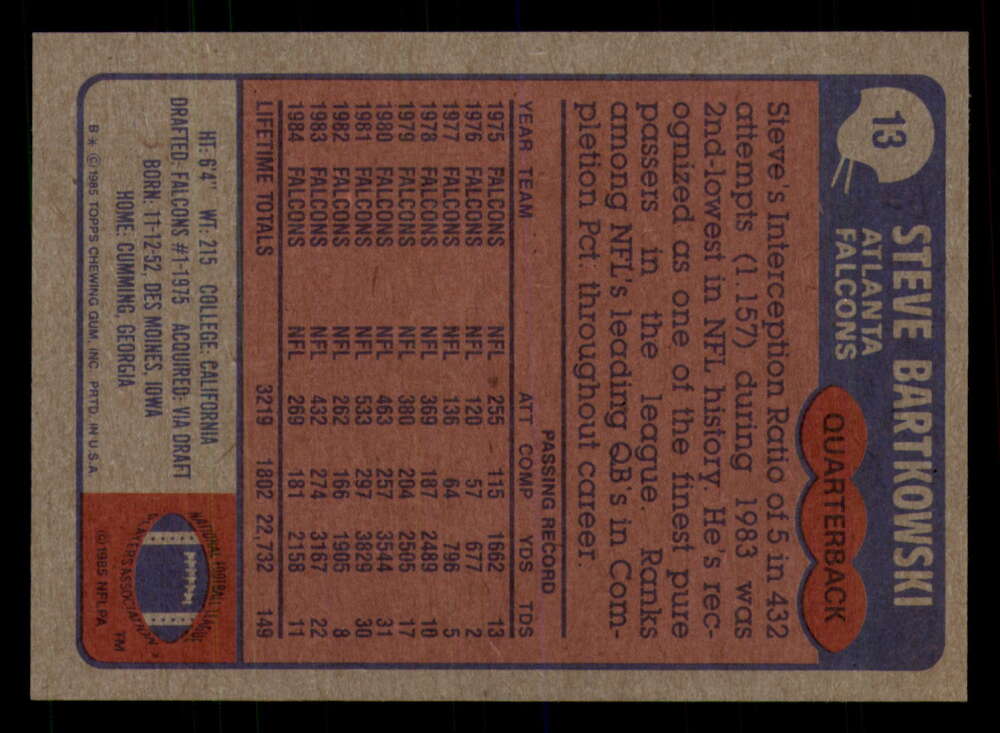 13
STEVE BARTKOWSKI
ATLANTA
FALCONS
QUARTERBACK
Steve's Interception Ratio of 5 in 432
attempts (1.157) during 1983 was
2nd-lowest in NFL history. He's rec-
ognized as one of the finest pure
passers in the league. Ranks
among NFL's leading QB's in Com-
pletion Pct. throughout career.
PASSING RECORD
YEAR TEAM ATT COMP YDS TDS
1975 FALCONS NFL 255 115 1662 13
1976 FALCONS NFL 120 57 677 2
1977 FALCONS NFL 136 64 796 5
1978 FALCONS NFL 369 187 2489 10
1979 FALCONS NFL 380 204 2505 17
1980 FALCONS NFL 463 257 3544 31
1981 FALCONS NFL 533 297 3829 30
1982 FALCONS NFL 262 166 1905 8
1983 FALCONS NFL 432 274 3167 22
1984 FALCONS NFL 269 181 2158 11
LIFETIME TOTALS 3219 1802 22,732 149
HT: 6'4" WT: 215 COLLEGE: CALIFORNIA
DRAFTED: FALCONS #1-1975 ACQUIRED: VIA DRAFT
BORN: 11-12-52, DES MOINES, IOWA
HOME: CUMMING, GEORGIA
B* © 1985 TOPPS CHEWING GUM, INC. PRTD. IN U.S.A.
NATIONAL FOOTBALL LEAGUE
PLAYERS ASSOCIATION
TM
© 1985 NFLPA